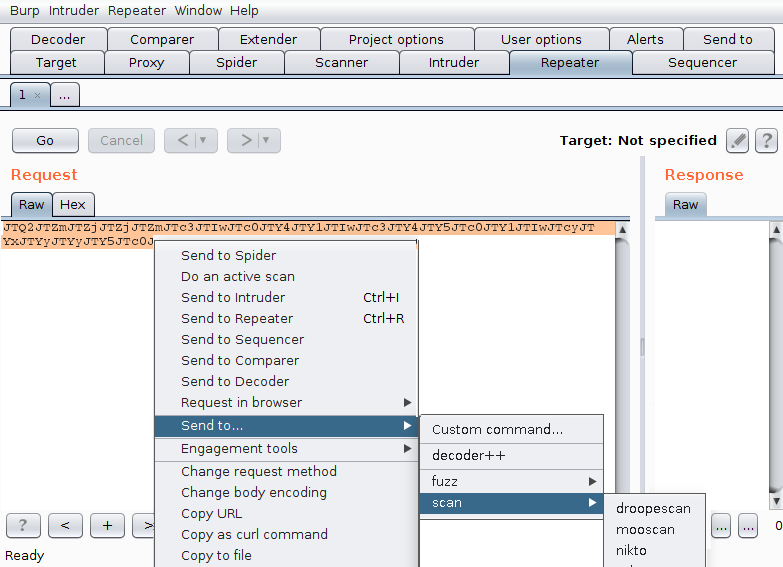 Burp Intruder Repeater Window Help
Decoder Comparer Extender Project options User options Alerts Send to
Target Proxy Spider Scanner Intruder Repeater Sequencer
1 × ...
Go Cancel < ▼ > ▼ Target: Not specified ?
Request Response
Raw Hex Raw
JTQ2JTZmJTZjJTZjJTZmJTc3JTIwJTc0JTY4JTY1JTIwJTc3JTY4JTY5JTc0JTY1JTIwJTcyJT
YxJTYyJTYyJTY5JTc0J
Send to Spider
Do an active scan
Send to Intruder Ctrl+I
Send to Repeater Ctrl+R
Send to Sequencer
Send to Comparer
Send to Decoder
Request in browser
Send to...
Engagement tools
Change request method
Change body encoding
Copy URL
Copy as curl command
Copy to file
Custom command...
decoder++
fuzz
scan
droopescan
mooscan
nikto
? < + > ... ... 0
Ready